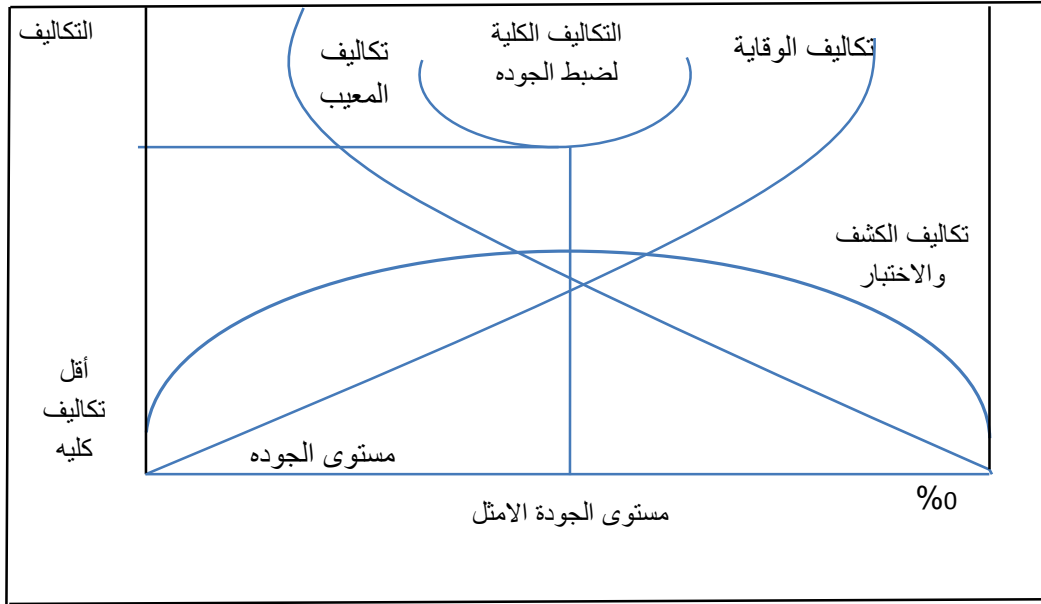 التكاليف
التكاليف الكلية
لضبط الجوده
تكاليف الوقاية
تكاليف
المعيب
تكاليف الكشف
والاختبار
أقل
تكاليف
كليه
مستوى الجوده
%0
مستوى الجودة الامثل